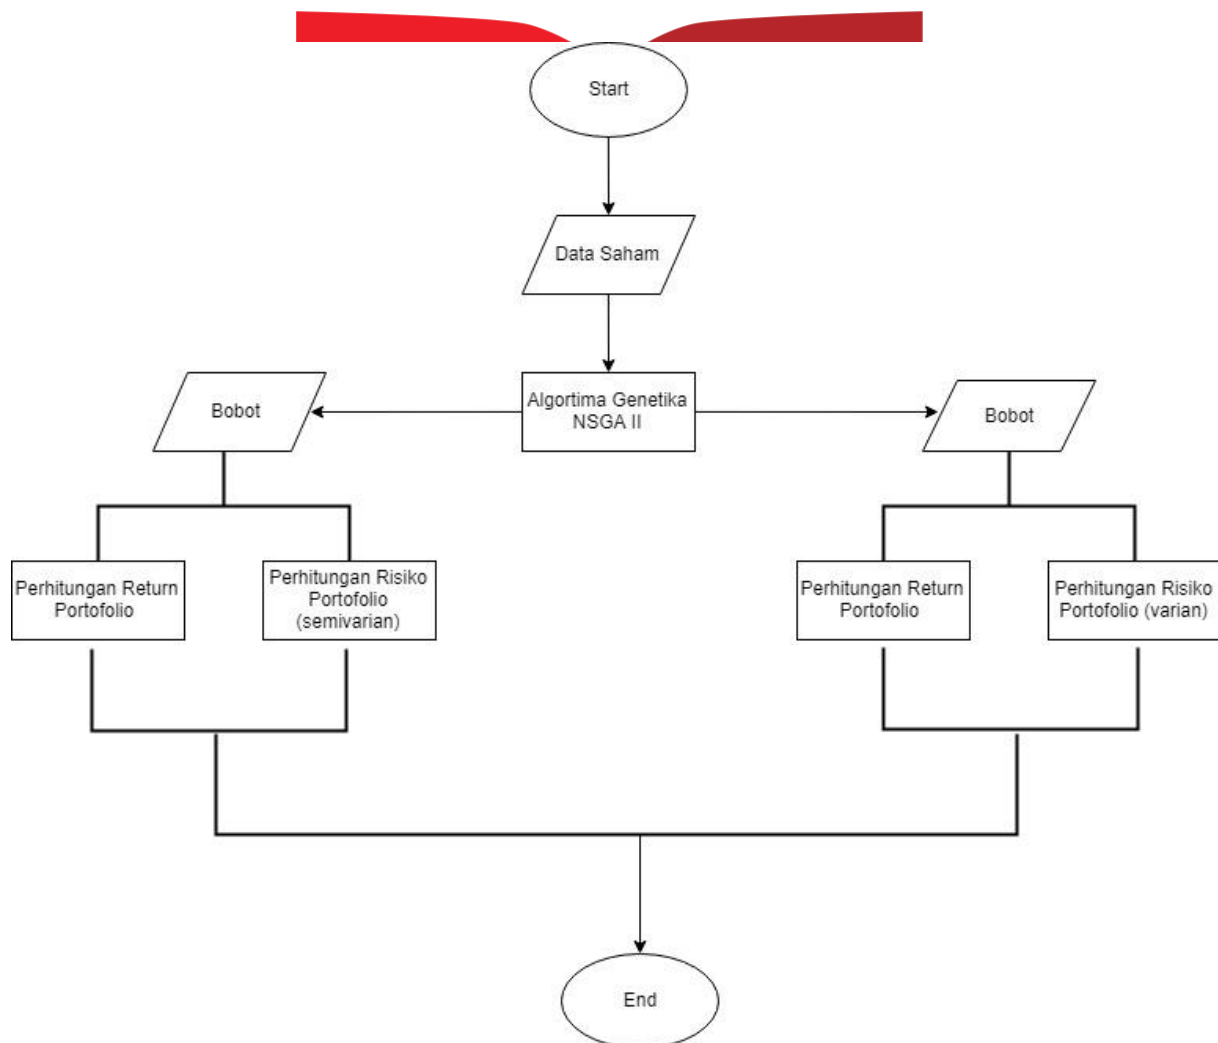 Start
Data Saham
Algortima Genetika
NSGA II
Bobot
Bobot
Perhitungan Return
Portofolio
Perhitungan Risiko
Portofolio
(semivarian)
Perhitungan Return
Portofolio
Perhitungan Risiko
Portofolio (varian)
End